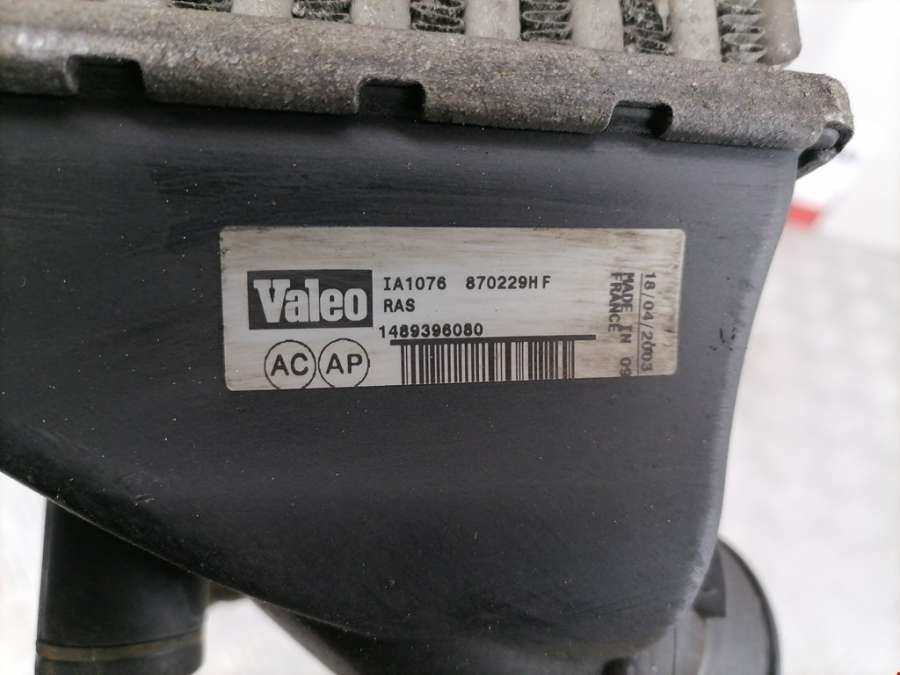 Valeo
IA1076 870229HF
RAS
1489396080
AC AP
18/04/2003
MADE IN
FRANCE